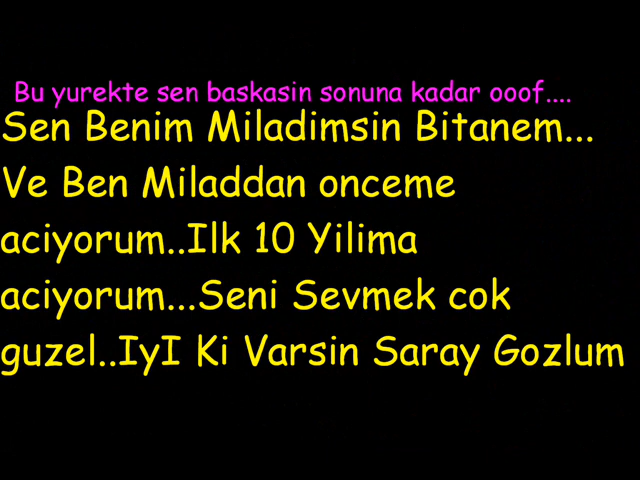 Bu yurekte sen baskasin sonuna kadar ooof....
Sen Benim Miladimsin Bitanem...
Ve Ben Miladdan onceme
aciyorum..Ilk 10 Yilima
aciyorum...Seni Sevmek cok
guzel..IyI Ki Varsin Saray Gozlum